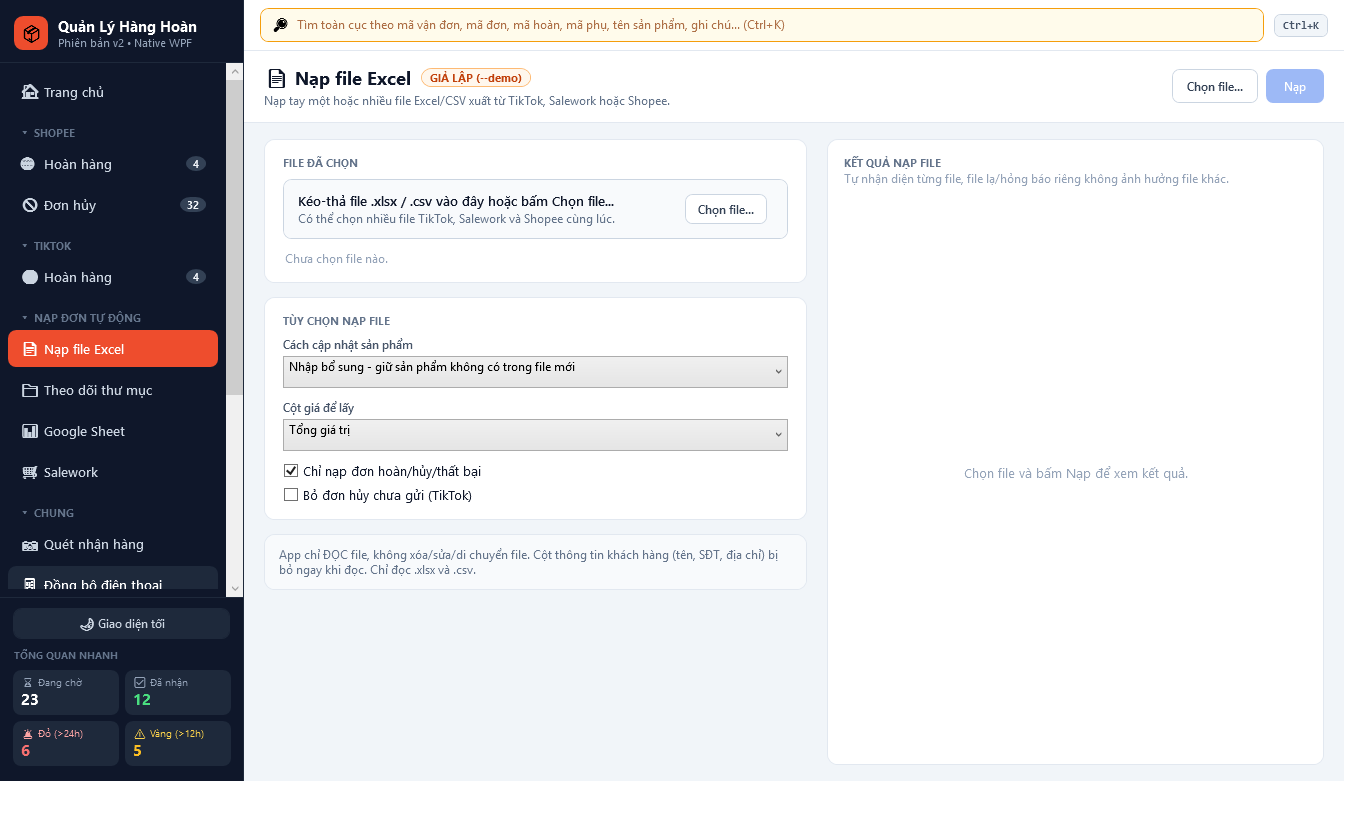 Quản Lý Hàng Hoàn
Phiên bản v2 • Native WPF
Trang chủ
SHOPEE
Hoàn hàng 4
Đơn hủy 32
TIKTOK
Hoàn hàng 4
NẠP ĐƠN TỰ ĐỘNG
Nạp file Excel
Theo dõi thư mục
Google Sheet
Salework
CHUNG
Quét nhận hàng
Đồng bộ điện thoại
Giao diện tối
TỔNG QUAN NHANH
Đang chờ
23
Đã nhận
12
Đỏ (>24h)
6
Vàng (>12h)
5
Tìm toàn cục theo mã vận đơn, mã đơn, mã hoàn, mã phụ, tên sản phẩm, ghi chú... (Ctrl+K)
Ctrl+K
Nạp file Excel GIẢ LẬP (--demo)
Nạp tay một hoặc nhiều file Excel/CSV xuất từ TikTok, Salework hoặc Shopee.
Chọn file... Nạp
FILE ĐÃ CHỌN
Kéo-thả file .xlsx / .csv vào đây hoặc bấm Chọn file...
Có thể chọn nhiều file TikTok, Salework và Shopee cùng lúc.
Chọn file...
Chưa chọn file nào.
TÙY CHỌN NẠP FILE
Cách cập nhật sản phẩm
Nhập bổ sung - giữ sản phẩm không có trong file mới
Cột giá để lấy
Tổng giá trị
Chỉ nạp đơn hoàn/hủy/thất bại
Bỏ đơn hủy chưa gửi (TikTok)
App chỉ ĐỌC file, không xóa/sửa/di chuyển file. Cột thông tin khách hàng (tên, SĐT, địa chỉ) bị
bỏ ngay khi đọc. Chỉ đọc .xlsx và .csv.
KẾT QUẢ NẠP FILE
Tự nhận diện từng file, file lạ/hỏng báo riêng không ảnh hưởng file khác.
Chọn file và bấm Nạp để xem kết quả.